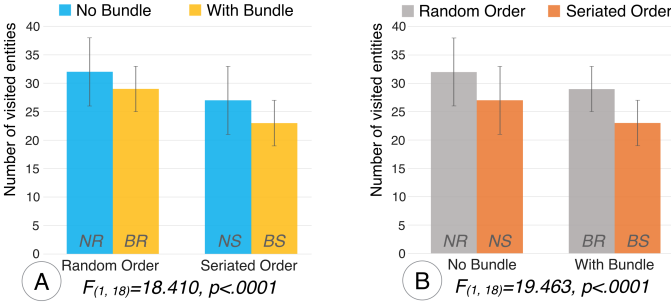 No Bundle With Bundle
Number of visited entities
40
35
30
25
20
15
10
5
0
NR BR NS BS
Random Order Seriated Order
A
F(1, 18)=18.410, p<.0001
Random Order Seriated Order
Number of visited entities
40
35
30
25
20
15
10
5
0
NR NS BR BS
No Bundle With Bundle
B
F(1, 18)=19.463, p<.0001